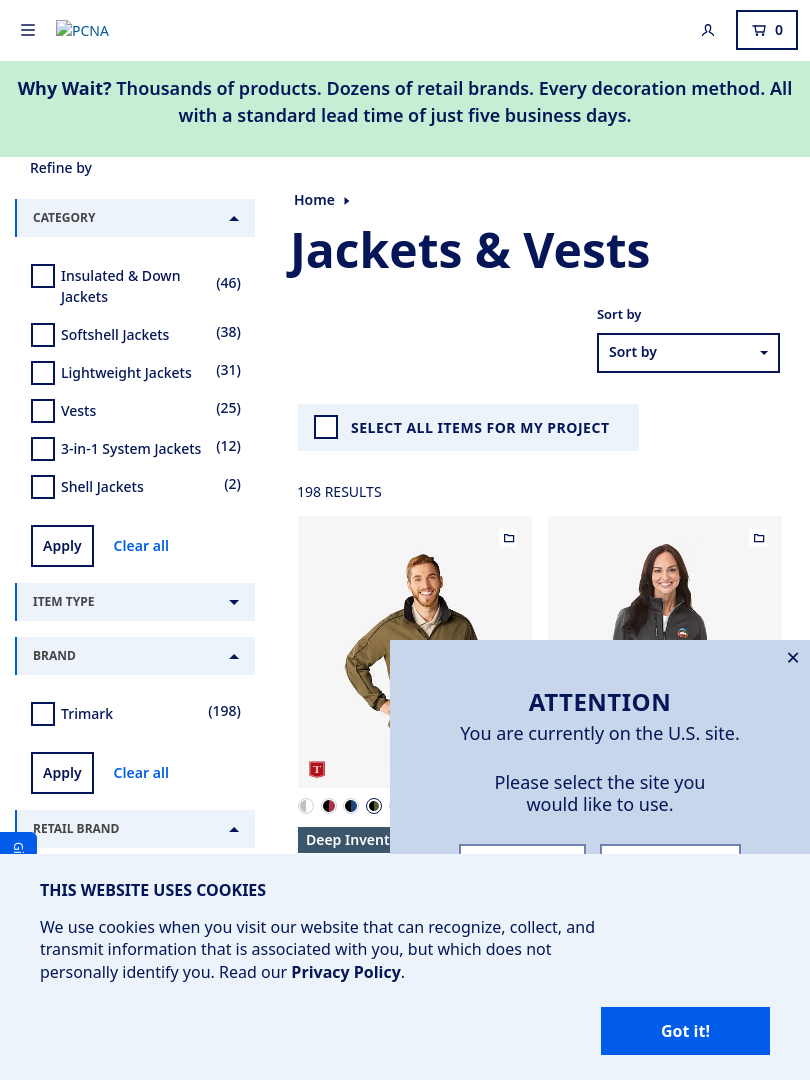 PCNA
0
Why Wait? Thousands of products. Dozens of retail brands. Every decoration method. All
with a standard lead time of just five business days.
Refine by
CATEGORY
Insulated & Down
Jackets
(46)
Softshell Jackets (38)
Lightweight Jackets (31)
Vests (25)
3-in-1 System Jackets (12)
Shell Jackets (2)
Apply Clear all
ITEM TYPE
BRAND
Trimark (198)
Apply Clear all
RETAIL BRAND
Home
Jackets & Vests
Sort by
Sort by
SELECT ALL ITEMS FOR MY PROJECT
198 RESULTS
T
Deep Invent
ATTENTION
You are currently on the U.S. site.
Please select the site you
would like to use.
THIS WEBSITE USES COOKIES
We use cookies when you visit our website that can recognize, collect, and
transmit information that is associated with you, but which does not
personally identify you. Read our Privacy Policy.
Got it!